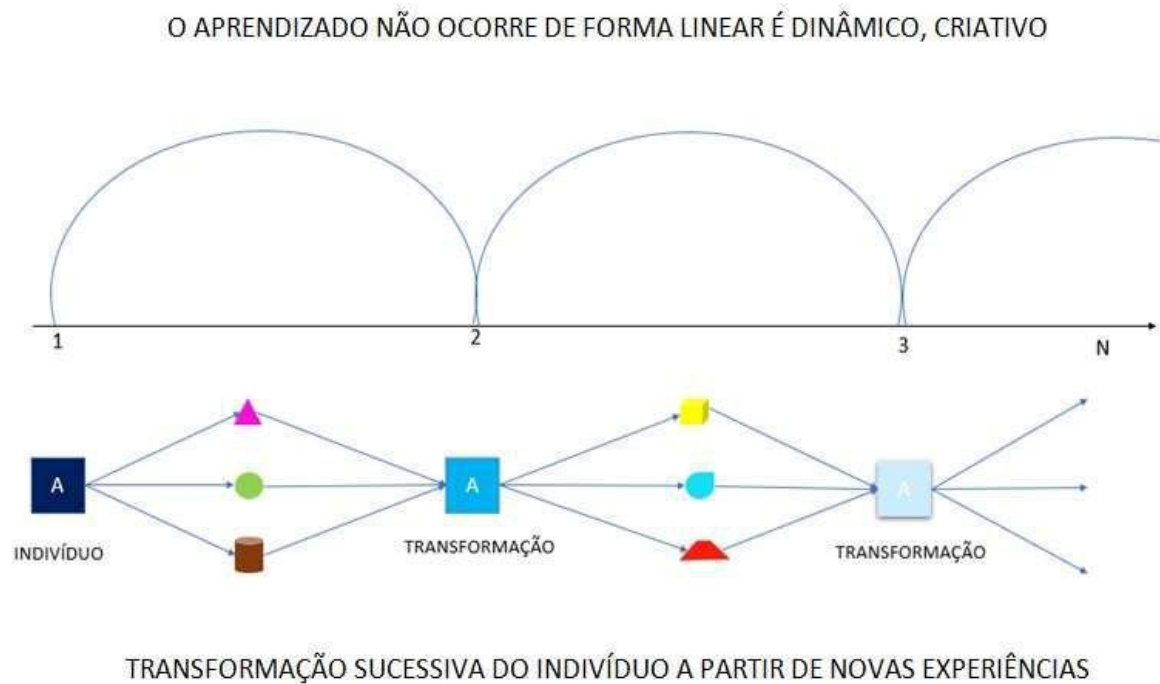 O APRENDIZADO NÃO OCORRE DE FORMA LINEAR É DINÂMICO, CRIATIVO
1
2
3
N
A
A
A
INDIVÍDUO
TRANSFORMAÇÃO
TRANSFORMAÇÃO
TRANSFORMAÇÃO SUCESSIVA DO INDIVÍDUO A PARTIR DE NOVAS EXPERIÊNCIAS